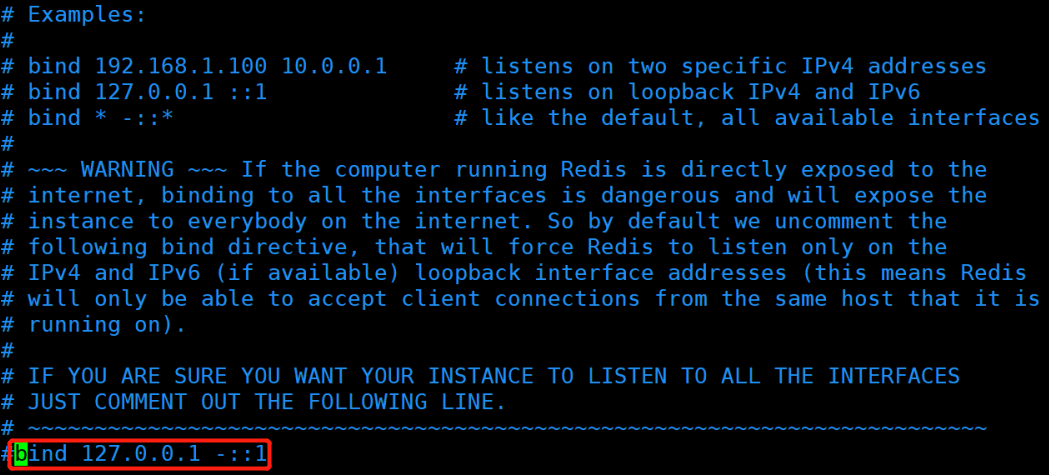 # Examples:
#
# bind 192.168.1.100 10.0.0.1     # listens on two specific IPv4 addresses
# bind 127.0.0.1 ::1              # listens on loopback IPv4 and IPv6
# bind * -::*                     # like the default, all available interfaces
#
# ~~~ WARNING ~~~ If the computer running Redis is directly exposed to the
# internet, binding to all the interfaces is dangerous and will expose the
# instance to everybody on the internet. So by default we uncomment the
# following bind directive, that will force Redis to listen only on the
# IPv4 and IPv6 (if available) loopback interface addresses (this means Redis
# will only be able to accept client connections from the same host that it is
# running on).
#
# IF YOU ARE SURE YOU WANT YOUR INSTANCE TO LISTEN TO ALL THE INTERFACES
# JUST COMMENT OUT THE FOLLOWING LINE.
# ~~~~~~~~~~~~~~~~~~~~~~~~~~~~~~~~~~~~~~~~~~~~~~~~~~~~~~~~~~~~~~~~~~~~~~~~
#bind 127.0.0.1 -::1